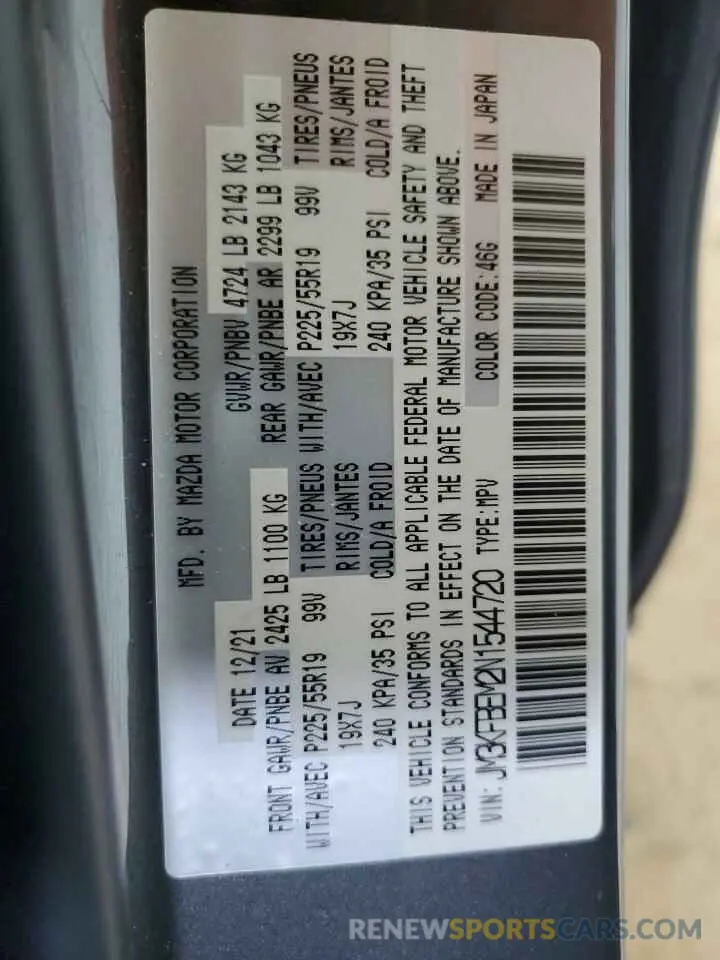 MFD. BY MAZDA MOTOR CORPORATION
DATE 12/21 GVWR/PNBV 4724 LB 2143 KG
FRONT GAWR/PNBE AV 2425 LB 1100 KG REAR GAWR/PNBE AR 2299 LB 1043 KG
WITH/AVEC P225/55R19 99V TIRES/PNEUS WITH/AVEC P225/55R19 99V TIRES/PNEUS
19X7J RIMS/JANTES 19X7J RIMS/JANTES
240 KPA/35 PSI COLD/A FROID 240 KPA/35 PSI COLD/A FROID
THIS VEHICLE CONFORMS TO ALL APPLICABLE FEDERAL MOTOR VEHICLE SAFETY AND THEFT
PREVENTION STANDARDS IN EFFECT ON THE DATE OF MANUFACTURE SHOWN ABOVE.
VIN: JM3KFBEM2N1544720 TYPE:MPV COLOR CODE:46G MADE IN JAPAN
RENEWSPORTSCARS.COM